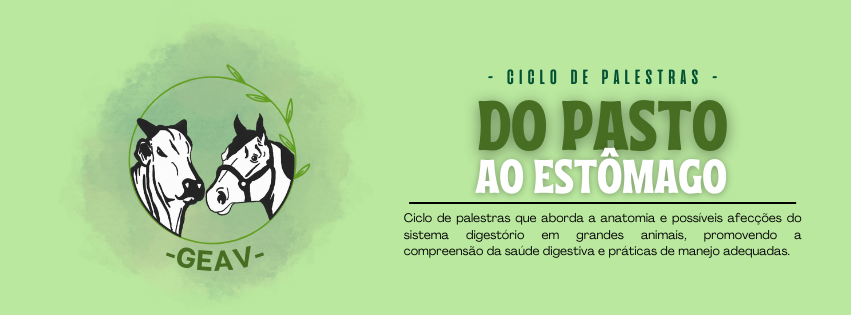 -GEAV-
- CICLO DE PALESTRAS -
DO PASTO
AO ESTÔMAGO
Ciclo de palestras que aborda a anatomia e possíveis afecções do
sistema digestório em grandes animais, promovendo a
compreensão da saúde digestiva e práticas de manejo adequadas.